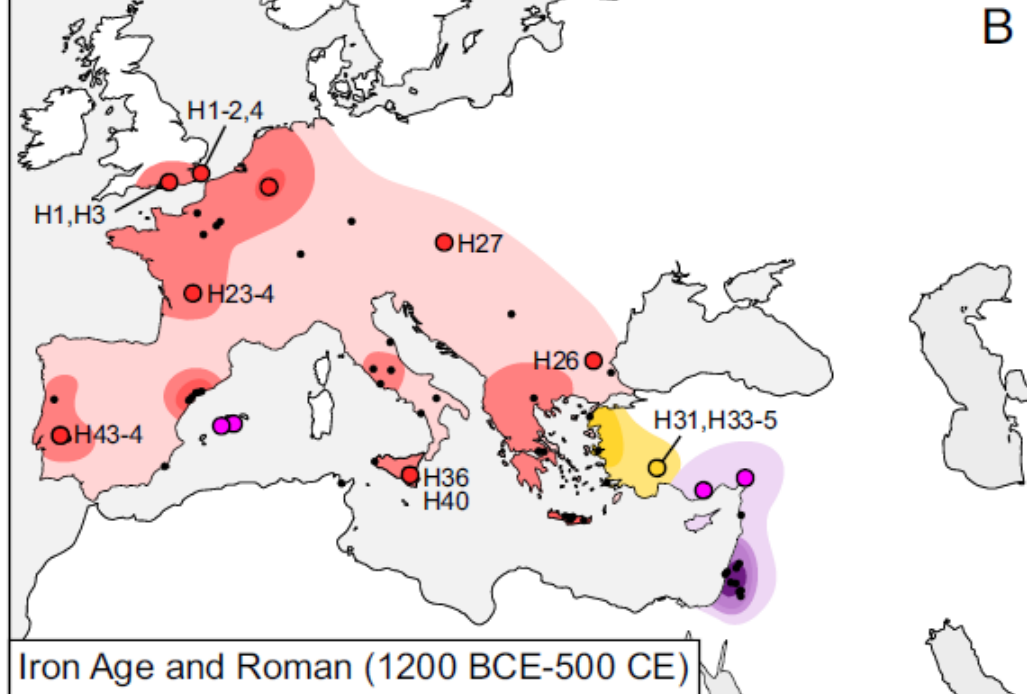 B
H1-2,4
H1,H3
H27
H23-4
H26
H31,H33-5
H43-4
H36
H40
Iron Age and Roman (1200 BCE-500 CE)